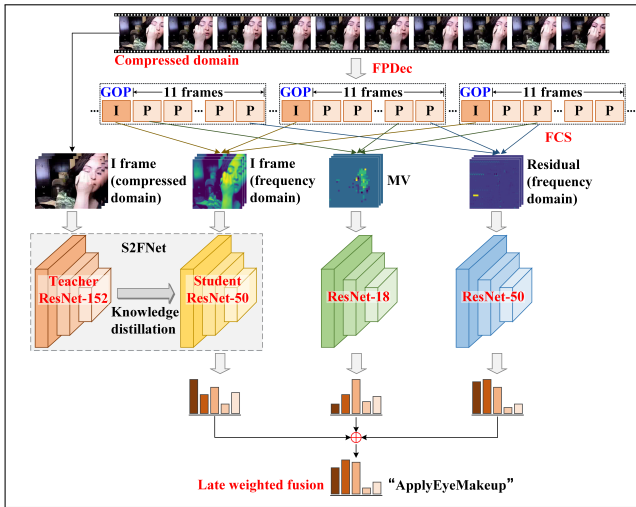 Compressed domain
FPDec
GOP 11 frames GOP 11 frames GOP 11 frames
... I P P ... P P ... I P P ... P P ... I P P ... P P ...
FCS
I frame
(compressed
domain)
I frame
(frequency
domain)
MV
Residual
(frequency
domain)
S2FNet
Teacher
ResNet-152
Knowledge
distillation
Student
ResNet-50
ResNet-18
ResNet-50
Late weighted fusion
“ApplyEyeMakeup”